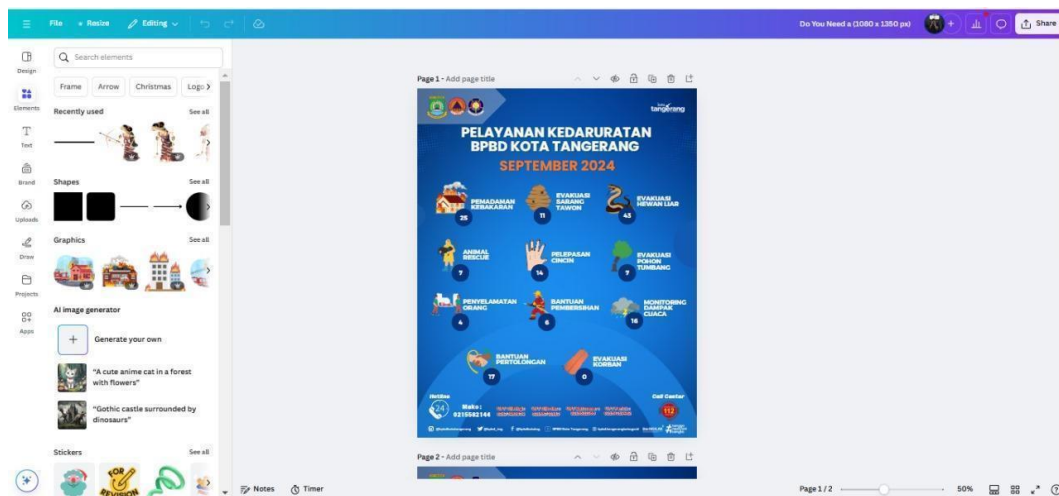 File
Resize
Editing
Do You Need a (1080 x 1350 px)
Share
Design
Elements
Text
Brand
Uploads
Draw
Projects
Apps
Search elements
Frame
Arrow
Christmas
Logo
Recently used
See all
Shapes
See all
Graphics
See all
AI image generator
Generate your own
"A cute anime cat in a forest
with flowers"
"Gothic castle surrounded by
dinosaurs"
Stickers
See all
FOR
REVISION
Page 1 - Add page title
tangerang
PELAYANAN KEDARURATAN
BPBD KOTA TANGERANG
SEPTEMBER 2024
PEMADAMAN
KEBAKARAN
25
EVAKUASI
SARANG
TAWON
11
EVAKUASI
HEWAN LIAR
43
ANIMAL
RESCUE
7
PELEPASAN
CINCIN
14
EVAKUASI
POHON
TUMBANG
7
PENYELAMATAN
ORANG
4
BANTUAN
PEMBERSIHAN
6
MONITORING
DAMPAK
CUACA
16
BANTUAN
PERTOLONGAN
17
EVAKUASI
KORBAN
0
Hotline
24
Mako :
0215582144
Call Center
112
Page 2 - Add page title
Notes
Timer
Page 1 / 2
50%